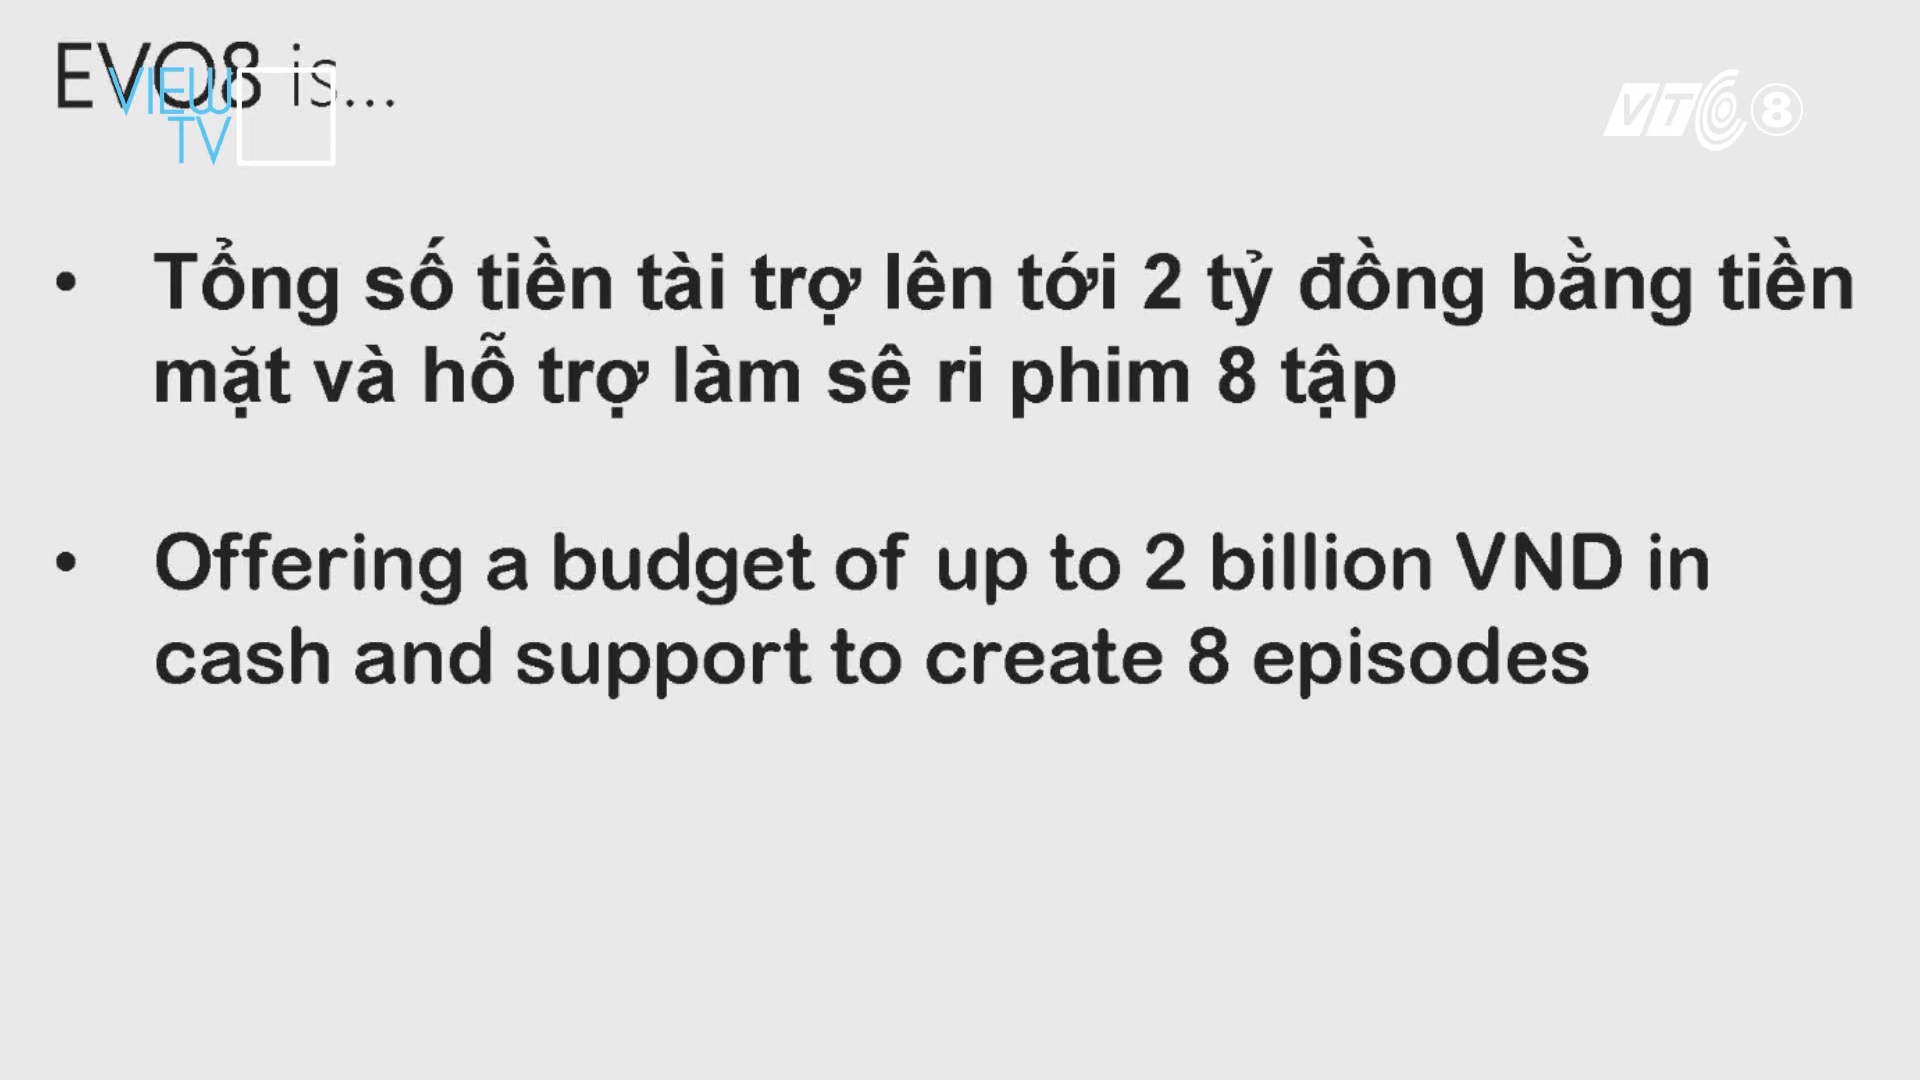 EVO8 is...
VIEW
TV
VTC 8
• Tổng số tiền tài trợ lên tới 2 tỷ đồng bằng tiền
mặt và hỗ trợ làm sê ri phim 8 tập
• Offering a budget of up to 2 billion VND in
cash and support to create 8 episodes